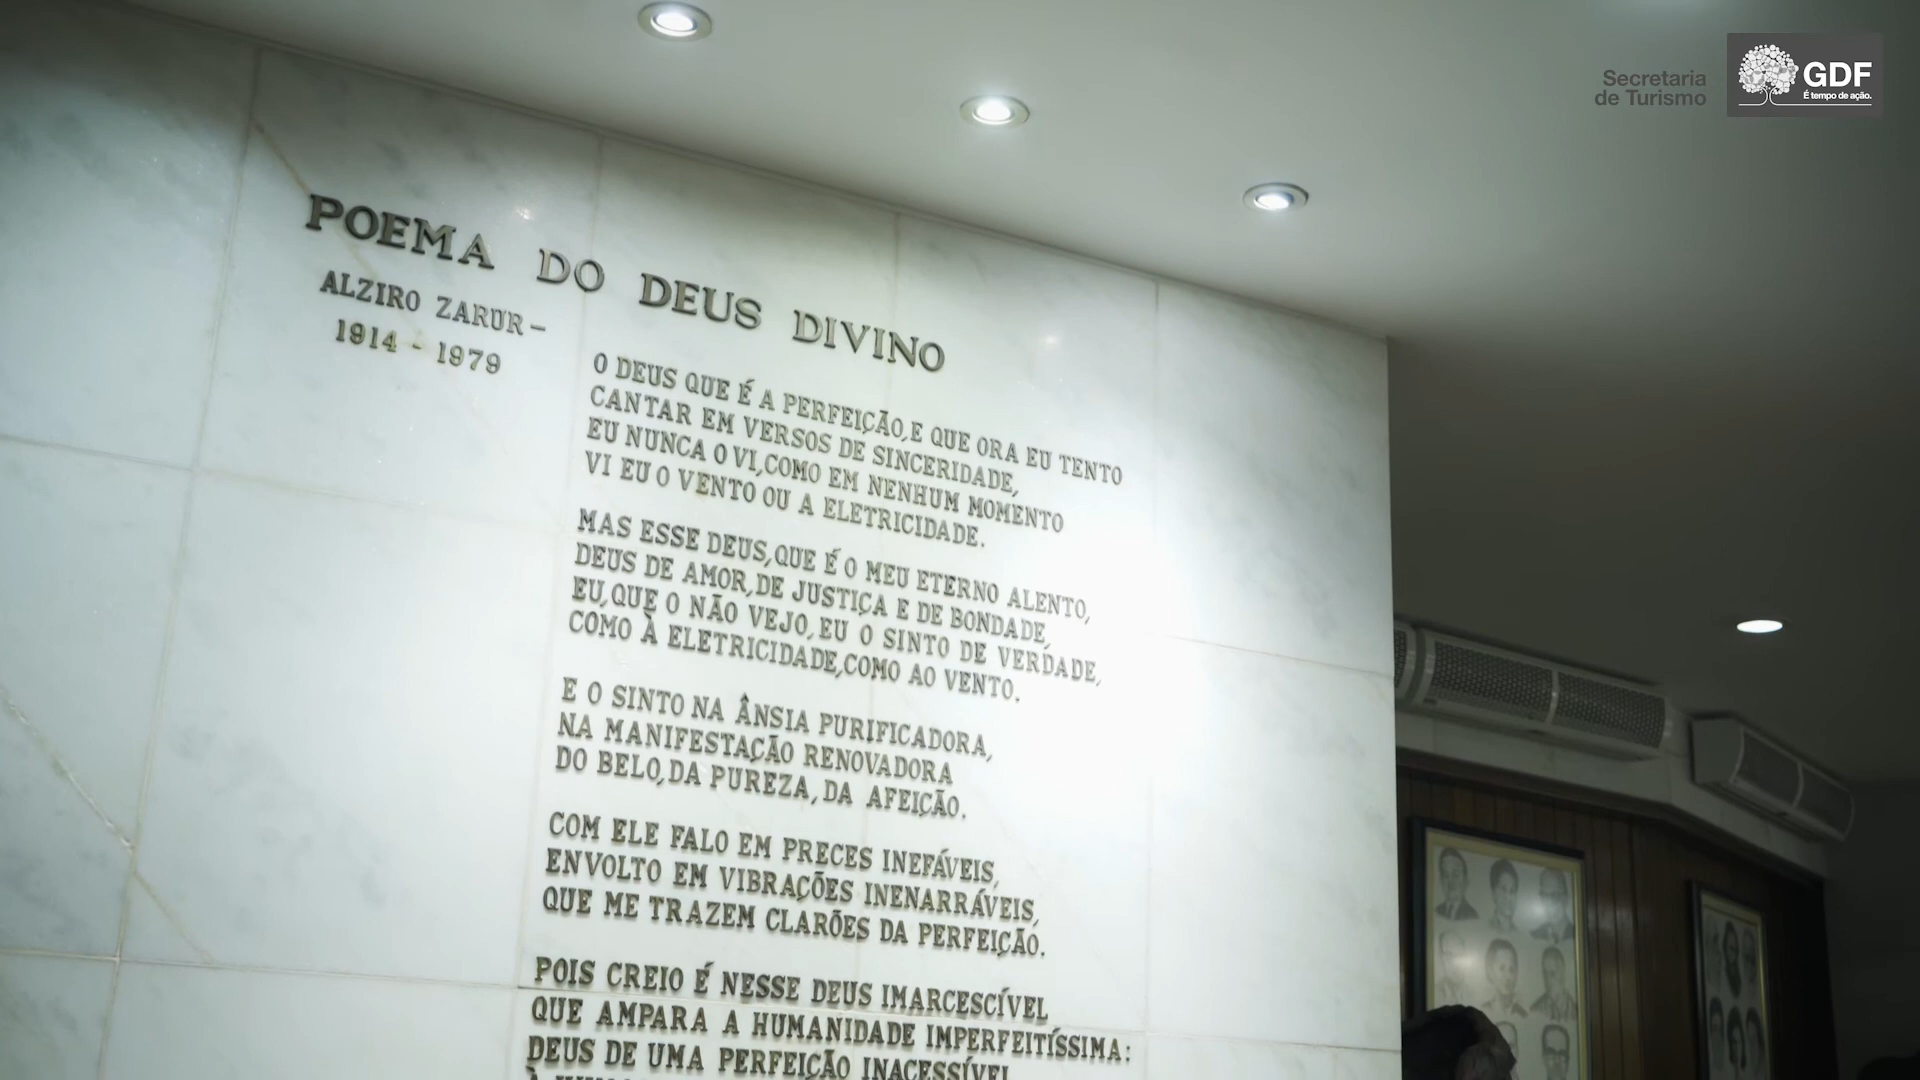 Secretaria
de Turismo
GDF
É tempo de ação.
POEMA DO DEUS DIVINO
ALZIRO ZARUR-
1914 - 1979
O DEUS QUE É A PERFEIÇÃO, E QUE ORA EU TENTO
CANTAR EM VERSOS DE SINCERIDADE,
EU NUNCA O VI, COMO EM NENHUM MOMENTO
VI EU O VENTO OU A ELETRICIDADE.
MAS ESSE DEUS, QUE É O MEU ETERNO ALENTO,
DEUS DE AMOR, DE JUSTIÇA E DE BONDADE,
EU, QUE O NÃO VEJO, EU O SINTO DE VERDADE,
COMO À ELETRICIDADE, COMO AO VENTO.
E O SINTO NA ÂNSIA PURIFICADORA,
NA MANIFESTAÇÃO RENOVADORA
DO BELO, DA PUREZA, DA AFEIÇÃO.
COM ELE FALO EM PRECES INEFÁVEIS,
ENVOLTO EM VIBRAÇÕES INENARRÁVEIS,
QUE ME TRAZEM CLARÕES DA PERFEIÇÃO.
POIS CREIO É NESSE DEUS IMARCESCÍVEL
QUE AMPARA A HUMANIDADE IMPERFEITÍSSIMA:
DEUS DE UMA PERFEIÇÃO INACESSÍVEL